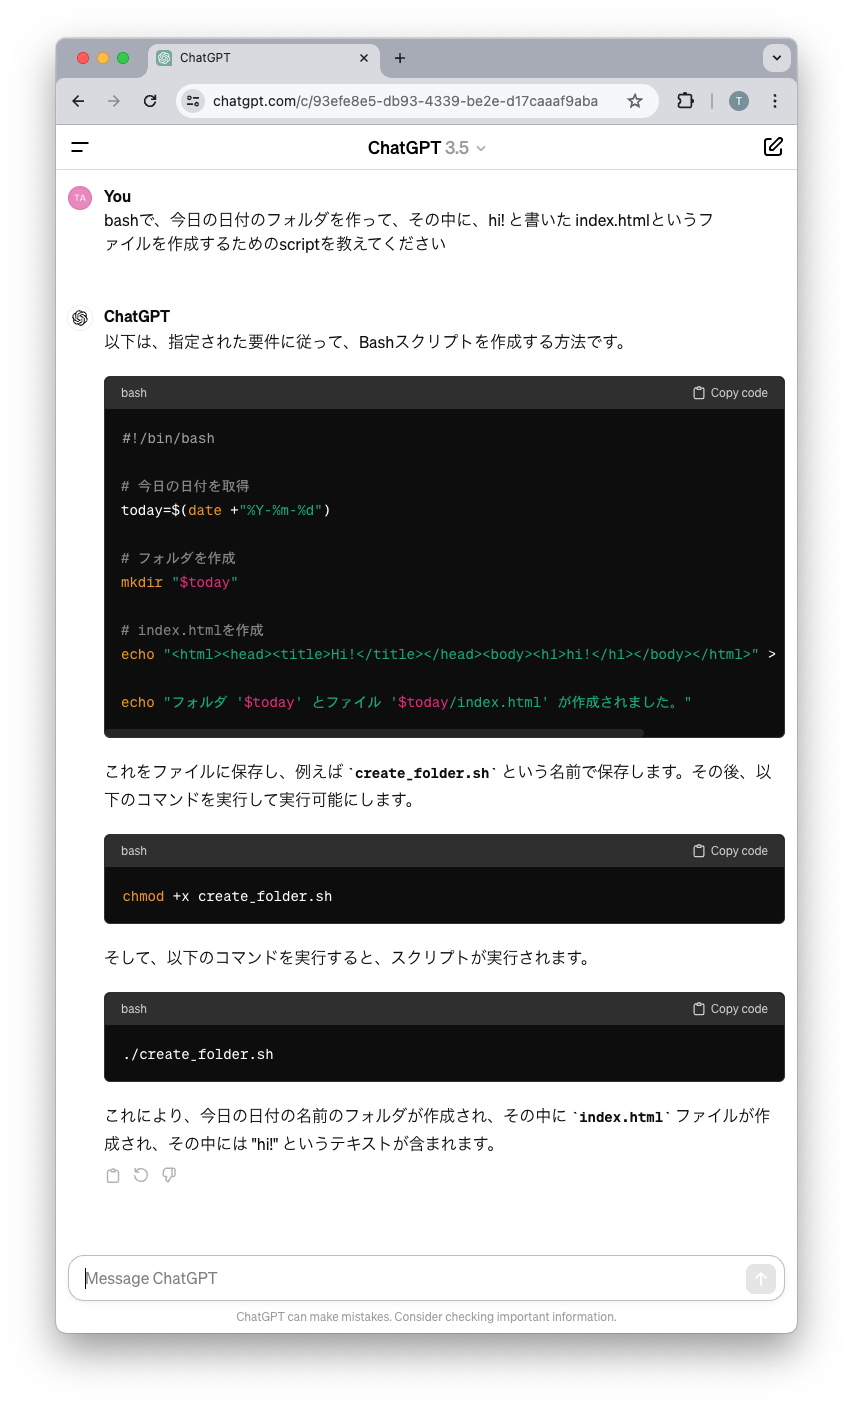 ChatGPT
chatgpt.com/c/93efe8e5-db93-4339-be2e-d17caaaf9aba
T
ChatGPT 3.5
TA
You
bashで、今日の日付のフォルダを作って、その中に、hi! と書いた index.htmlというフ
ァイルを作成するためのscriptを教えてください
ChatGPT
以下は、指定された要件に従って、Bashスクリプトを作成する方法です。
bash
Copy code
#!/bin/bash
# 今日の日付を取得
today=$(date +"%Y-%m-%d")
# フォルダを作成
mkdir "$today"
# index.htmlを作成
echo "<html><head><title>Hi!</title></head><body><h1>hi!</h1></body></html>" >
echo "フォルダ '$today' とファイル '$today/index.html' が作成されました。"
これをファイルに保存し、例えば `create_folder.sh` という名前で保存します。その後、以
下のコマンドを実行して実行可能にします。
bash
Copy code
chmod +x create_folder.sh
そして、以下のコマンドを実行すると、スクリプトが実行されます。
bash
Copy code
./create_folder.sh
これにより、今日の日付の名前のフォルダが作成され、その中に `index.html` ファイルが作
成され、その中には "hi!" というテキストが含まれます。
Message ChatGPT
ChatGPT can make mistakes. Consider checking important information.